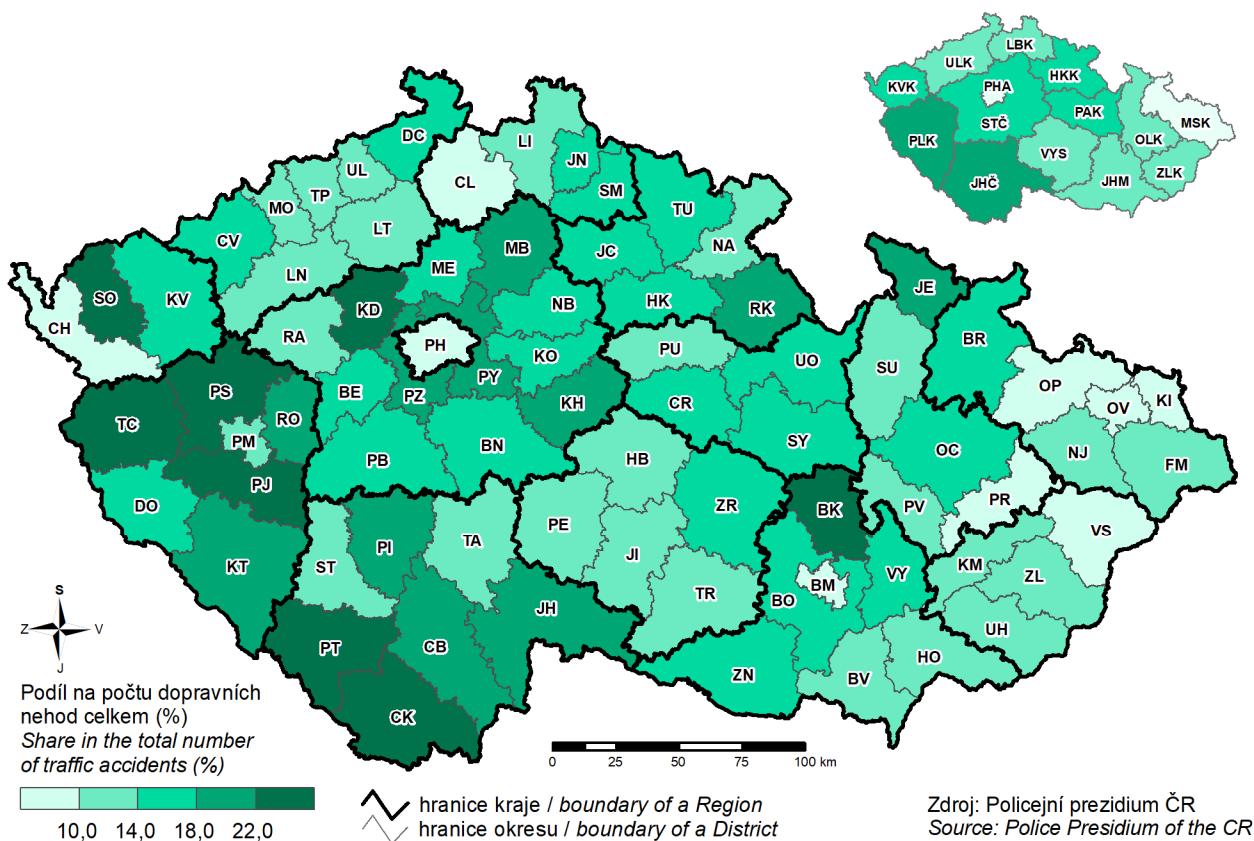 LBK
ULK
HKK
KVK
PHA
PAK
STČ
MSK
PLK
OLK
VYS
ZLK
JHČ
JHM
DC
LI
JN
UL
CL
TP
SM
MO
TU
LT
CV
NA
MB
JC
ME
LN
JE
SO
KV
NB
HK
KD
RK
CH
RA
BR
PH
PU
KO
UO
SU
PY
OP
PS
BE
PZ
KH
CR
KI
OV
RO
TC
PM
SY
BN
OC
NJ
PB
HB
FM
PJ
PR
DO
ZR
BK
PV
PE
VS
PI
TA
JI
KT
ST
KM
ZL
VY
BM
TR
BO
JH
UH
CB
PT
HO
ZN
BV
CK
S
Z V
J
Podíl na počtu dopravních
nehod celkem (%)
Share in the total number
of traffic accidents (%)
10,0 14,0 18,0 22,0
0 25 50 75 100 km
hranice kraje / boundary of a Region
hranice okresu / boundary of a District
Zdroj: Policejní prezidium ČR
Source: Police Presidium of the CR